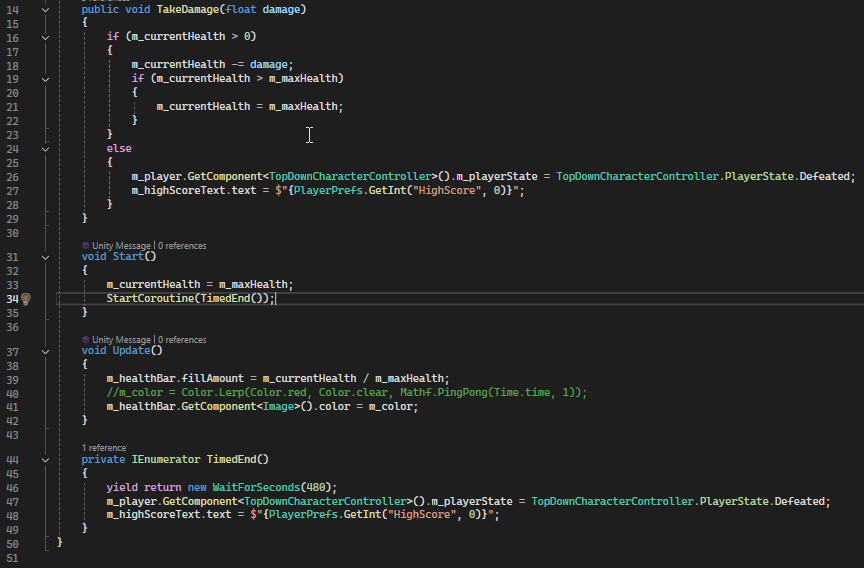 14 public void TakeDamage(float damage)
15 {
16 if (m_currentHealth > 0)
17 {
18 m_currentHealth -= damage;
19 if (m_currentHealth > m_maxHealth)
20 {
21 m_currentHealth = m_maxHealth;
22 }
23 }
24 else
25 {
26 m_player.GetComponent<TopDownCharacterController>().m_playerState = TopDownCharacterController.PlayerState.Defeated;
27 m_highScoreText.text = $"{PlayerPrefs.GetInt("HighScore", 0)}";
28 }
29 }
30
Unity Message | 0 references
31 void Start()
32 {
33 m_currentHealth = m_maxHealth;
34 StartCoroutine(TimedEnd());
35 }
36
Unity Message | 0 references
37 void Update()
38 {
39 m_healthBar.fillAmount = m_currentHealth / m_maxHealth;
40 //m_color = Color.Lerp(Color.red, Color.clear, Mathf.PingPong(Time.time, 1));
41 m_healthBar.GetComponent<Image>().color = m_color;
42 }
43
1 reference
44 private IEnumerator TimedEnd()
45 {
46 yield return new WaitForSeconds(480);
47 m_player.GetComponent<TopDownCharacterController>().m_playerState = TopDownCharacterController.PlayerState.Defeated;
48 m_highScoreText.text = $"{PlayerPrefs.GetInt("HighScore", 0)}";
49 }
50 }
51